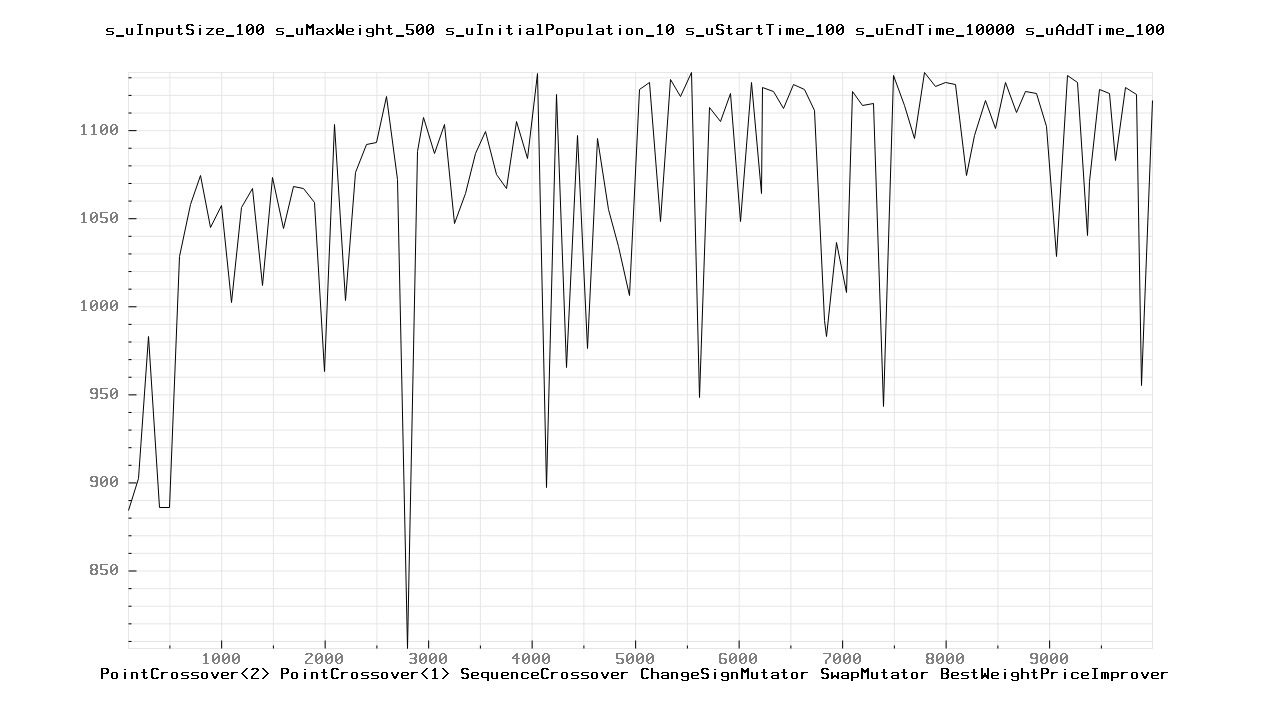 s_uInputSize_100 s_uMaxWeight_500 s_uInitialPopulation_10 s_uStartTime_100 s_uEndTime_10000 s_uAddTime_100
1100
1050
1000
950
900
850
1000 2000 3000 4000 5000 6000 7000 8000 9000
PointCrossover<2> PointCrossover<1> SequenceCrossover ChangeSignMutator SwapMutator BestWeightPriceImprover